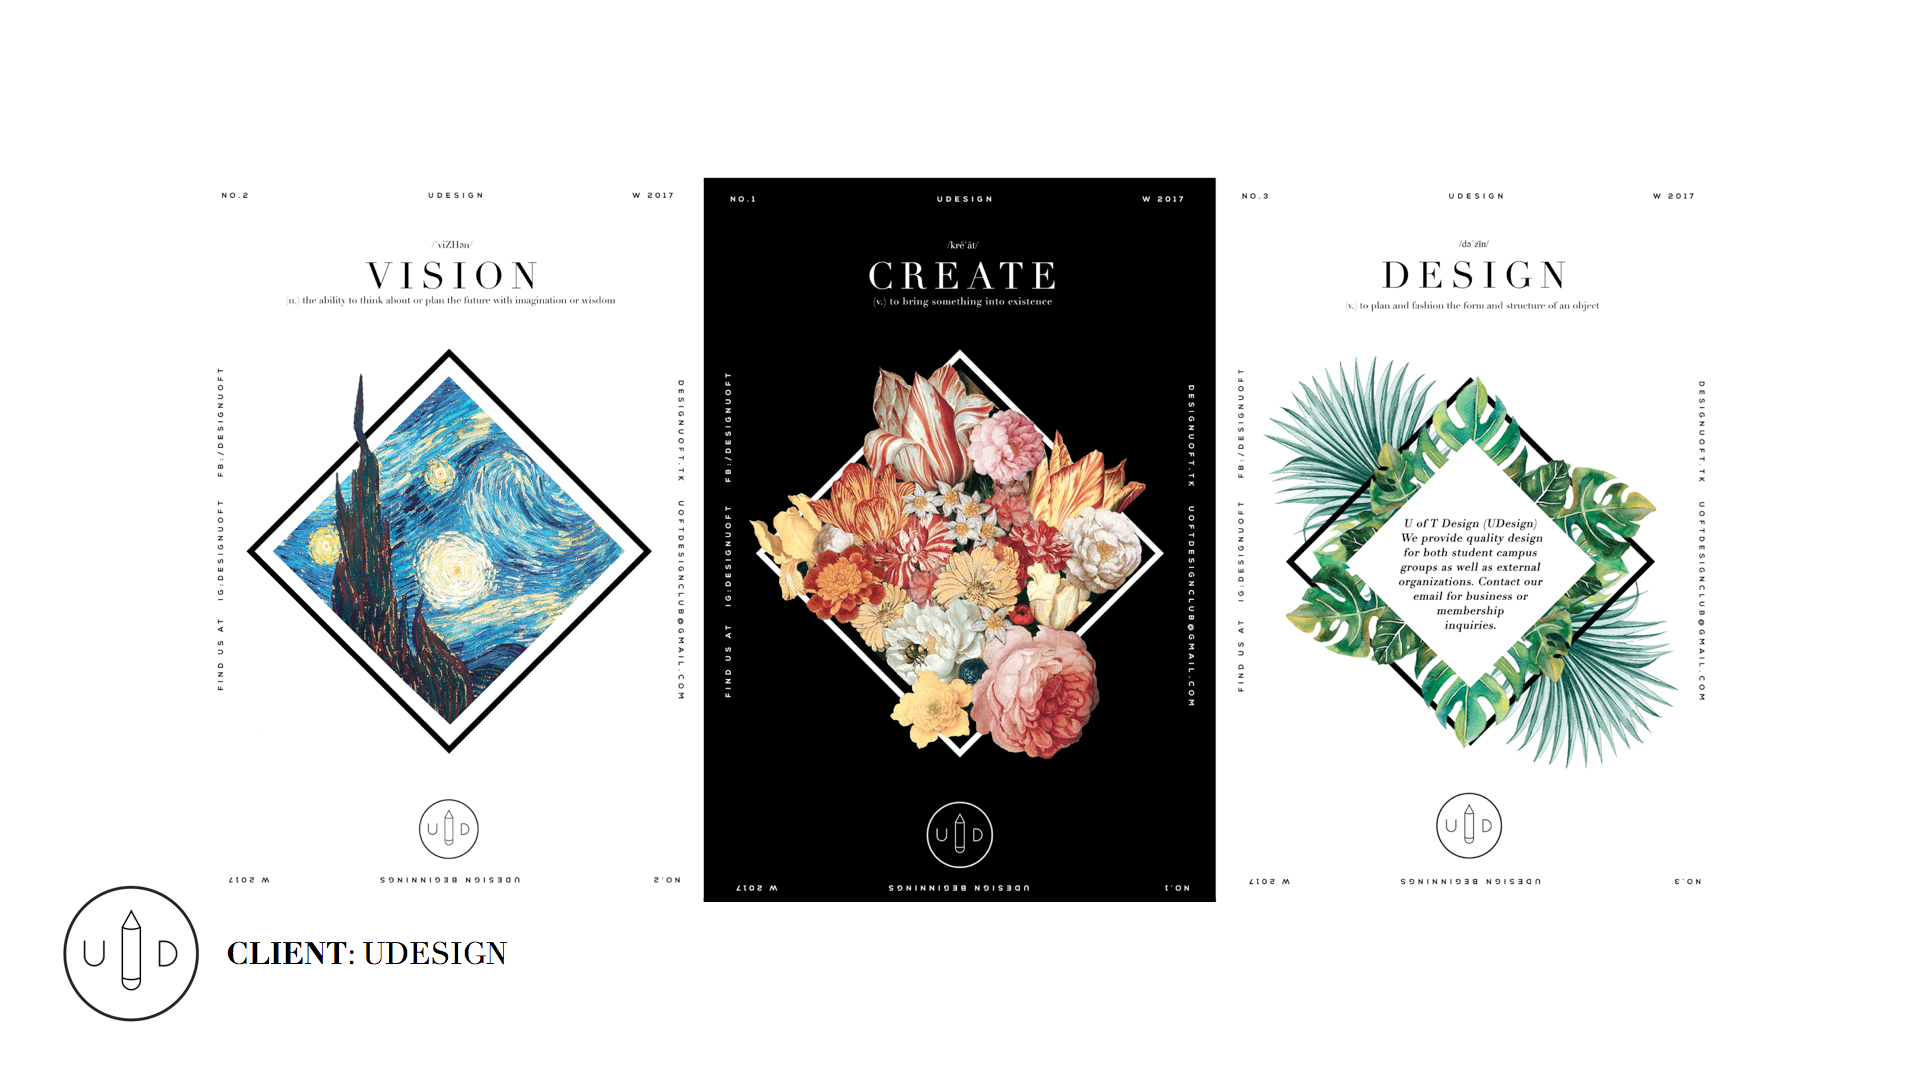 NO.2 UDESIGN W 2017
/ˈviZHən/
VISION
(n.) the ability to think about or plan the future with imagination or wisdom
FIND US AT IG:DESIGNUOFT FB:/DESIGNUOFT
DESIGNUOFT.TK UOFTDESIGNCLUB@GMAIL.COM
U D
W 2017 UDESIGN BEGINNINGS NO.2
NO.1 UDESIGN W 2017
/krēˈāt/
CREATE
(v.) to bring something into existence
FIND US AT IG:DESIGNUOFT FB:/DESIGNUOFT
DESIGNUOFT.TK UOFTDESIGNCLUB@GMAIL.COM
U D
W 2017 UDESIGN BEGINNINGS NO.1
NO.3 UDESIGN W 2017
/dəˈzīn/
DESIGN
(v.) to plan and fashion the form and structure of an object
FIND US AT IG:DESIGNUOFT FB:/DESIGNUOFT
U of T Design (UDesign)
We provide quality design
for both student campus
groups as well as external
organizations. Contact our
email for business or
membership
inquiries.
DESIGNUOFT.TK UOFTDESIGNCLUB@GMAIL.COM
U D
W 2017 UDESIGN BEGINNINGS NO.3
U D
CLIENT: UDESIGN